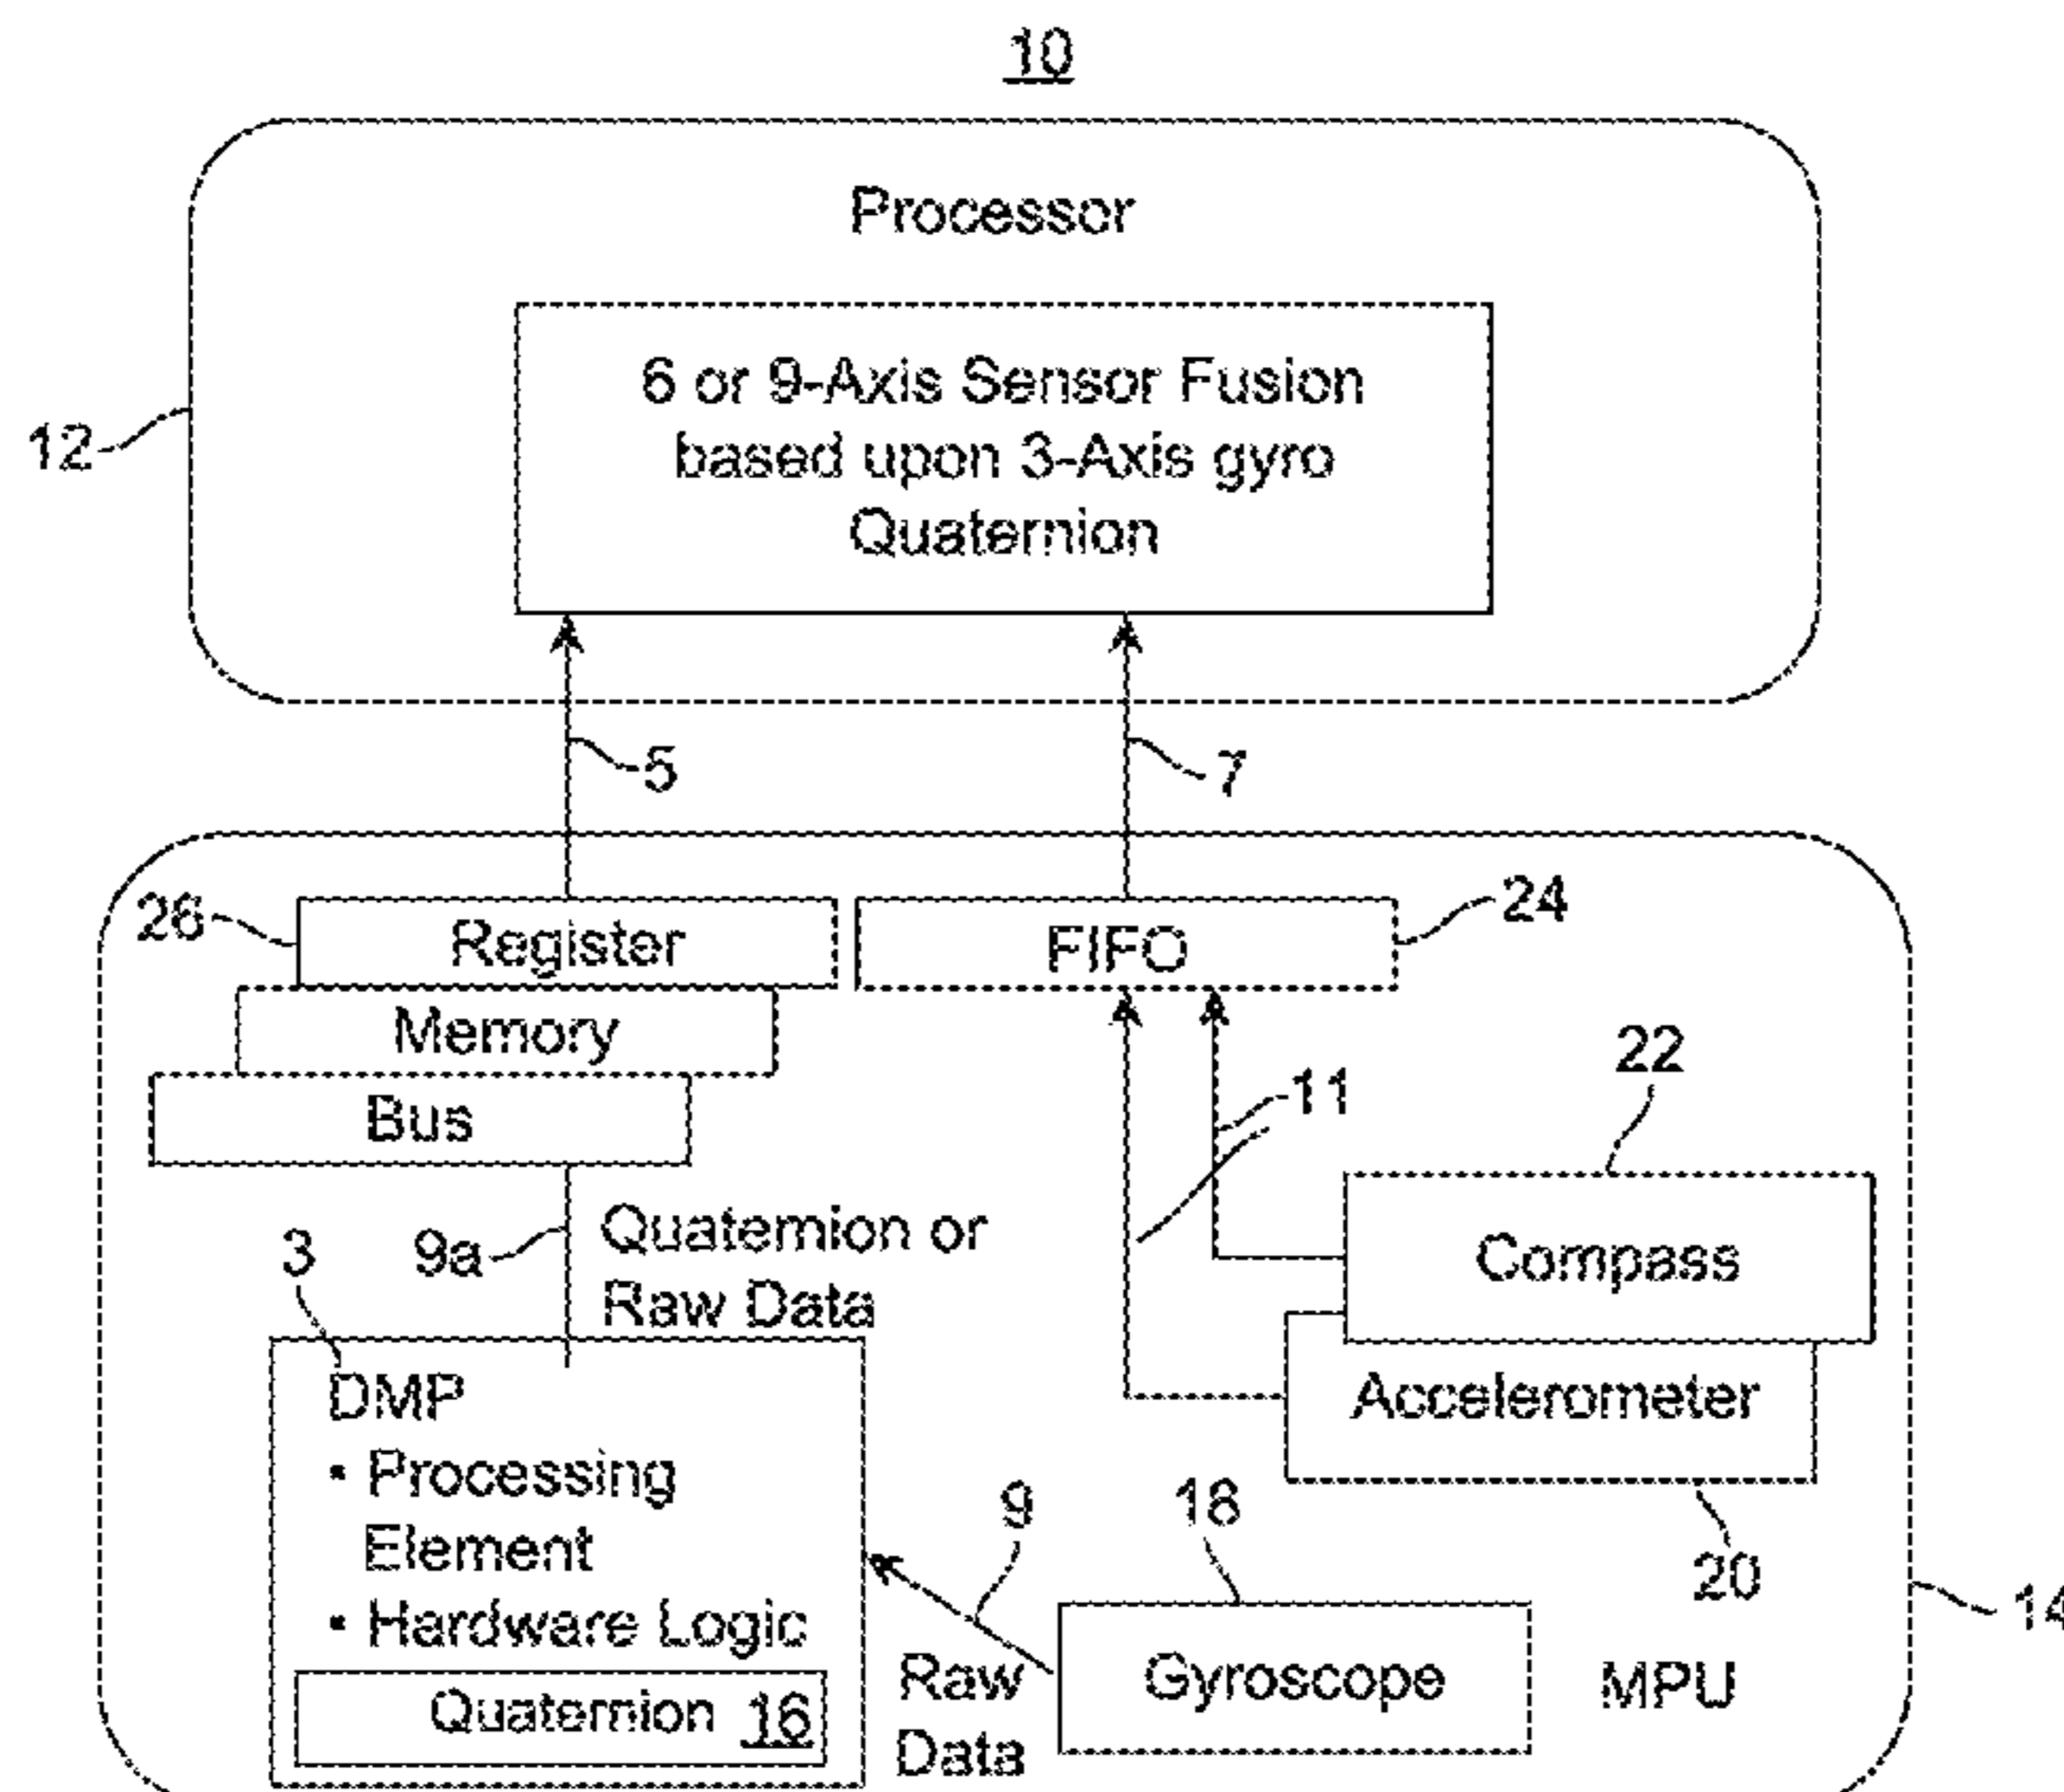 10
Processor
6 or 9-Axis Sensor Fusion
based upon 3-Axis gyro
Quaternion
12
5
7
26
Register
FIFO
24
Memory
Bus
11
22
Quaternion or
Raw Data
9a
3
Compass
DMP
Accelerometer
• Processing
Element
• Hardware Logic
9
18
20
14
Quaternion 16
Raw
Data
Gyroscope
MPU